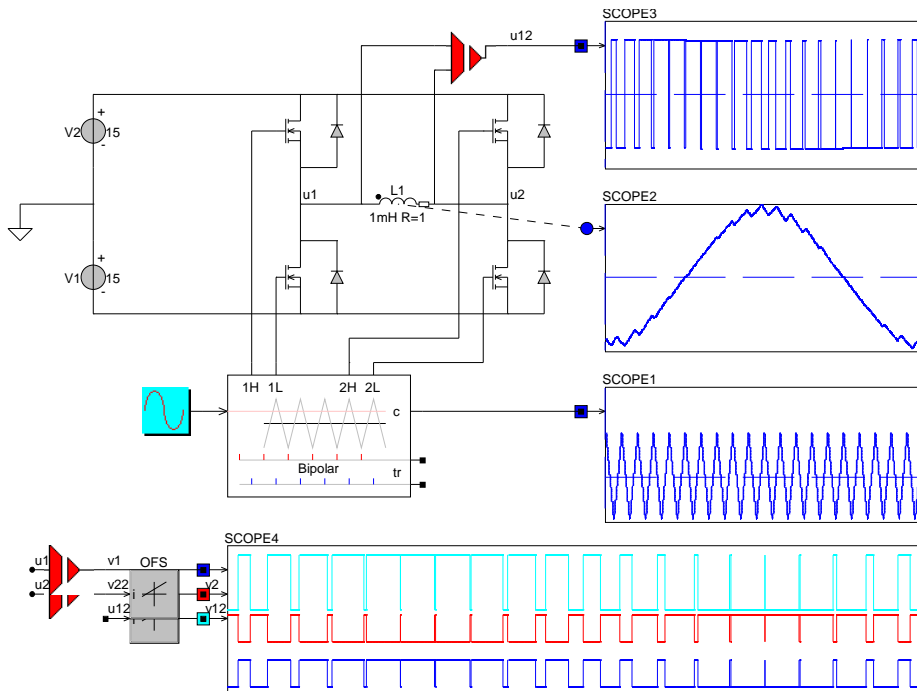 SCOPE3
u12
V2
+
15
-
u1
L1
u2
1mH R=1
SCOPE2
V1
+
15
-
SCOPE1
1H 1L 2H 2L
c
Bipolar
tr
SCOPE4
u1 v1 OFS
u2 v22 i v2
u12 v12